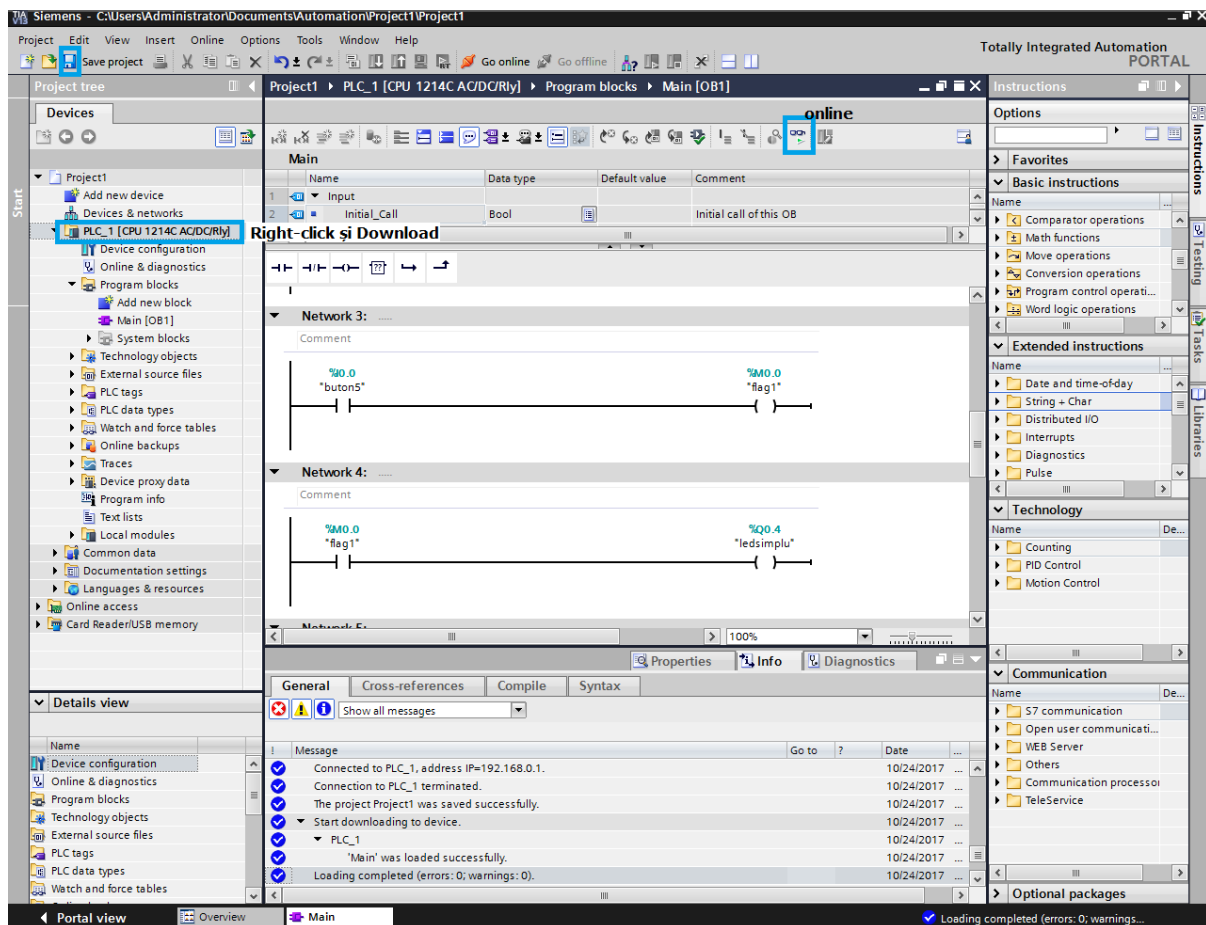 Siemens - C:\Users\Administrator\Documents\Automation\Project1\Project1
Project Edit View Insert Online Options Tools Window Help
Totally Integrated Automation
PORTAL
Save project Go online Go offline
Project tree
Devices
Start
Project1
Add new device
Devices & networks
PLC_1 [CPU 1214C AC/DC/Rly]
Right-click și Download
Device configuration
Online & diagnostics
Program blocks
Add new block
Main [OB1]
System blocks
Technology objects
External source files
PLC tags
PLC data types
Watch and force tables
Online backups
Traces
Device proxy data
Program info
Text lists
Local modules
Common data
Documentation settings
Languages & resources
Online access
Card Reader/USB memory
Details view
Name
Device configuration
Online & diagnostics
Program blocks
Technology objects
External source files
PLC tags
PLC data types
Watch and force tables
Project1 PLC_1 [CPU 1214C AC/DC/Rly] Program blocks Main [OB1]
online
Main
Name Data type Default value Comment
1 Input
2 Initial_Call Bool Initial call of this OB
??
Network 3: .....
Comment
%I0.0 %M0.0
"buton5" "flag1"
Network 4: .....
Comment
%M0.0 %Q0.4
"flag1" "ledsimplu"
Network 5:
100%
Properties Info Diagnostics
General Cross-references Compile Syntax
Show all messages
! Message Go to ? Date ...
Connected to PLC_1, address IP=192.168.0.1. 10/24/2017 ...
Connection to PLC_1 terminated. 10/24/2017 ...
The project Project1 was saved successfully. 10/24/2017 ...
Start downloading to device. 10/24/2017 ...
PLC_1 10/24/2017 ...
'Main' was loaded successfully. 10/24/2017 ...
Loading completed (errors: 0; warnings: 0). 10/24/2017 ...
Instructions
Options
Favorites
Basic instructions
Name ...
Comparator operations
Math functions
Move operations
Conversion operations
Program control operati...
Word logic operations
Extended instructions
Name ...
Date and time-of-day
String + Char
Distributed I/O
Interrupts
Diagnostics
Pulse
Technology
Name De...
Counting
PID Control
Motion Control
Communication
Name De...
S7 communication
Open user communicati...
WEB Server
Others
Communication processor
TeleService
Optional packages
Instructions
Testing
Tasks
Libraries
Portal view Overview Main
Loading completed (errors: 0; warnings...